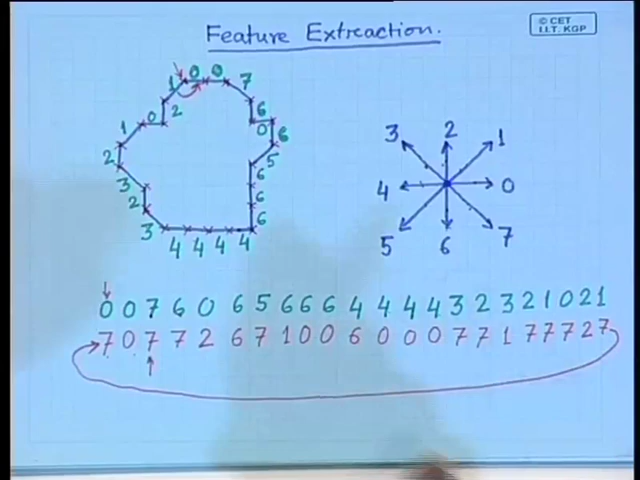 © CET
I.I.T. KGP
Feature Extraction.
1 0 0 7
0 2 6
1 0 6
2 5
3 6
2 6
3 6
4 4 4 4
3 2 1
4 0
5 6 7
0 0 7 6 0 6 5 6 6 6 4 4 4 4 3 2 3 2 1 0 2 1
7 0 7 7 2 6 7 1 0 0 6 0 0 0 7 7 1 7 7 7 2 7